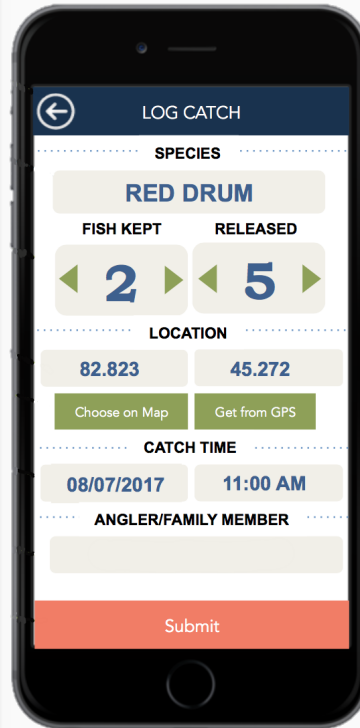 LOG CATCH
SPECIES
RED DRUM
FISH KEPT RELEASED
2 5
LOCATION
82.823 45.272
Choose on Map Get from GPS
CATCH TIME
08/07/2017 11:00 AM
ANGLER/FAMILY MEMBER
Submit